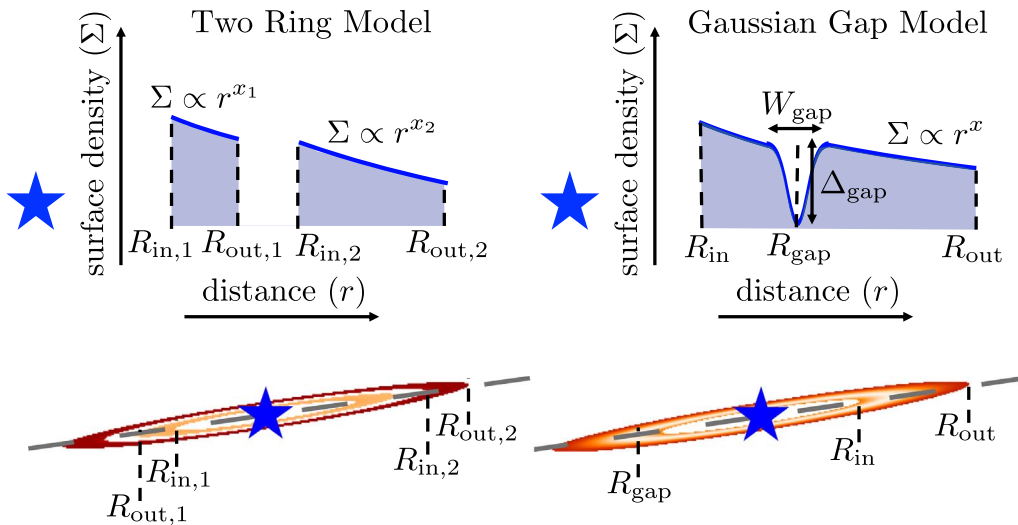 Two Ring Model
surface density (Σ)
Σ ∝ r^{x_1}
Σ ∝ r^{x_2}
R_{in,1} R_{out,1} R_{in,2} R_{out,2}
distance (r)
Gaussian Gap Model
surface density (Σ)
W_{gap}
Σ ∝ r^x
Δ_{gap}
R_{in} R_{gap} R_{out}
distance (r)
R_{out,2}
R_{in,2}
R_{in,1}
R_{out,1}
R_{out}
R_{in}
R_{gap}